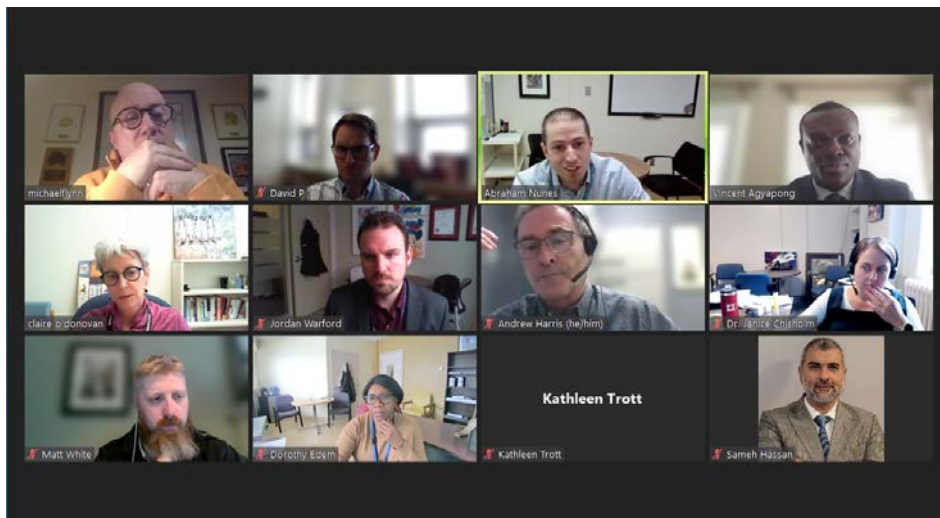 michaelflynn
David P
Abraham Nunes
Vincent Agyapong
claire o'donovan
Jordan Warford
Andrew Harris (he/him)
Dr. Janice Chisholm
Matt White
Dorothy Edem
Kathleen Trott
Kathleen Trott
Sameh Hassan